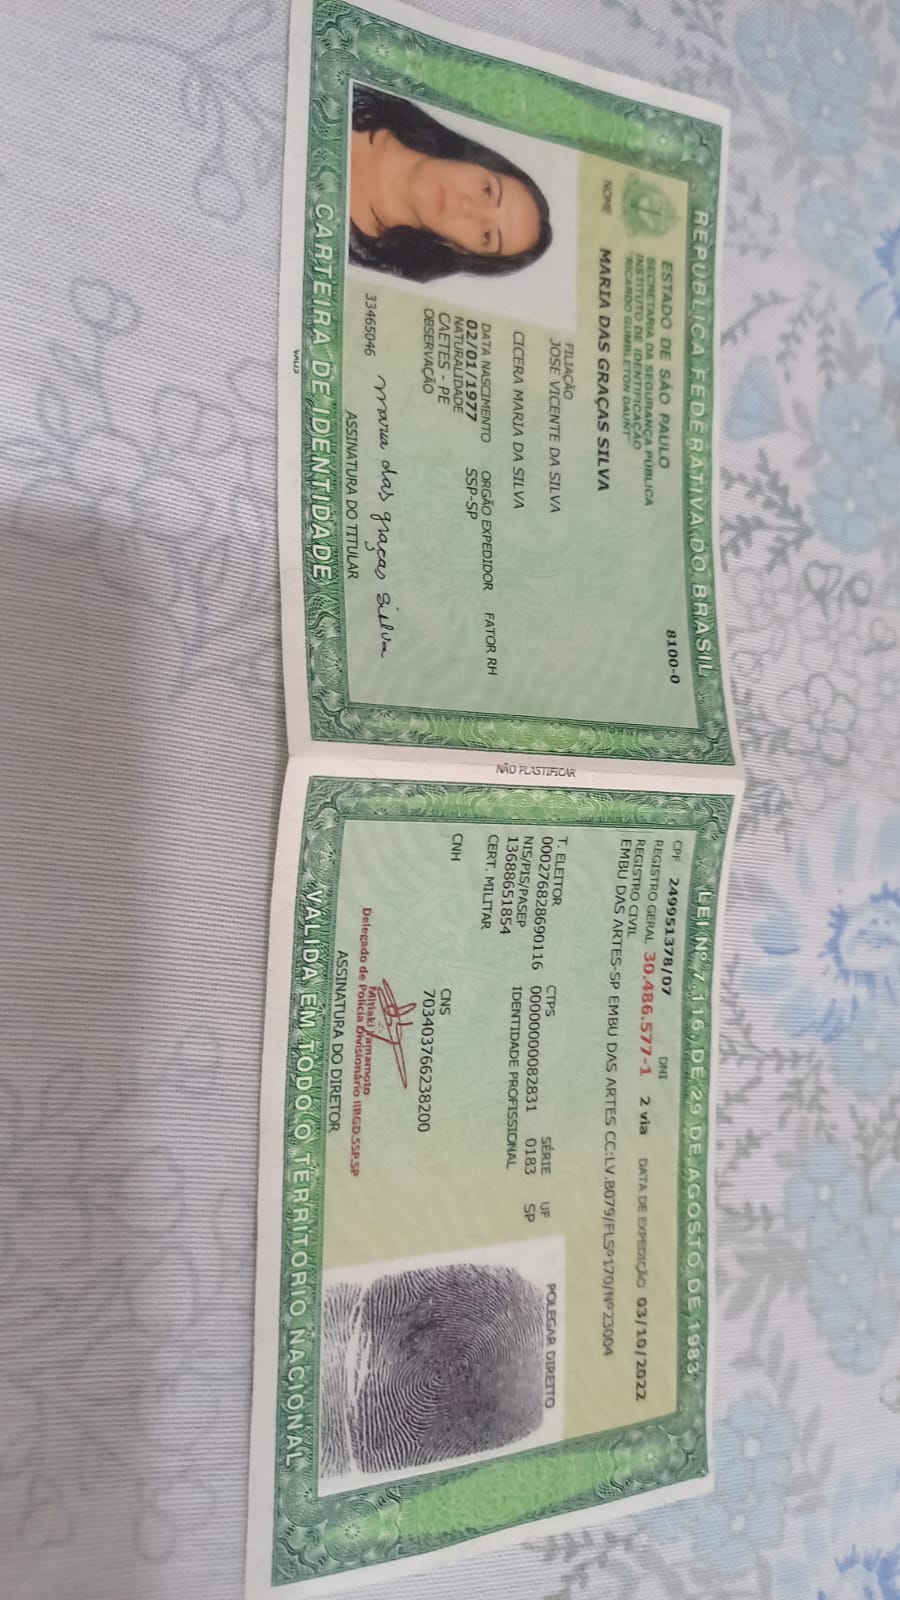 REPÚBLICA FEDERATIVA DO BRASIL
8100-0
ESTADO DE SÃO PAULO
SECRETARIA DA SEGURANÇA PÚBLICA
INSTITUTO DE IDENTIFICAÇÃO
"RICARDO GUMBLETON DAUNT"
NOME MARIA DAS GRAÇAS SILVA
FILIAÇÃO
JOSE VICENTE DA SILVA
CICERA MARIA DA SILVA
DATA NASCIMENTO ORGÃO EXPEDIDOR FATOR RH
02/01/1977 SSP-SP
NATURALIDADE
CAETES - PE
OBSERVAÇÃO
33465046 maria das graças silva
ASSINATURA DO TITULAR
CARTEIRA DE IDENTIDADE
NÃO PLASTIFICAR
LEI Nº 7.116, DE 29 DE AGOSTO DE 1983
CPF 249951378/07 DNI
REGISTRO GERAL 30.486.577-1 2 via DATA DE EXPEDIÇÃO 03/10/2022
REGISTRO CIVIL
EMBU DAS ARTES-SP EMBU DAS ARTES CC:LV.B079/FLSº170/Nº23004
T. ELEITOR CTPS SÉRIE UF
000276828690116 0000000082831 0183 SP
NIS/PIS/PASEP IDENTIDADE PROFISSIONAL
13688651854
CERT. MILITAR
CNH CNS
703403766238200
POLEGAR DIREITO
Mitiaki Yamamoto
Delegado de Polícia Divisionário IIRGD.SSP.SP
ASSINATURA DO DIRETOR
VÁLIDA EM TODO O TERRITÓRIO NACIONAL